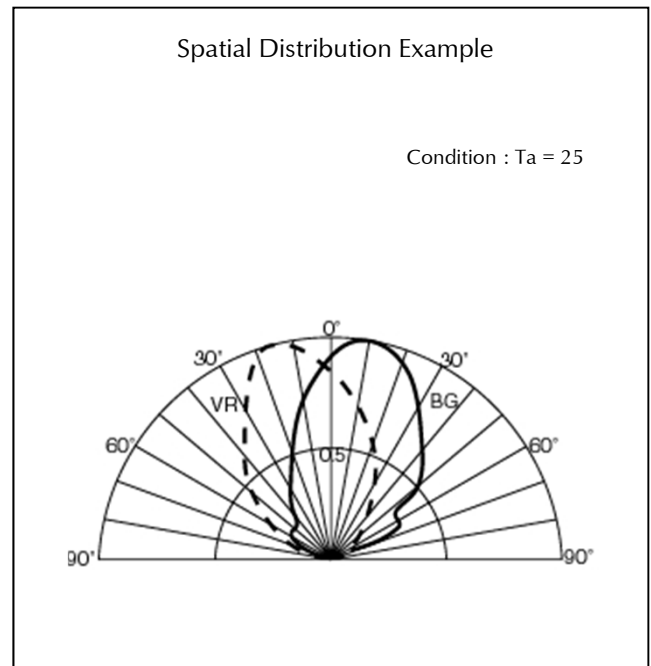 Spatial Distribution Example
Condition : Ta = 25
0°
30° 30°
VR BG
60° 0.5 60°
90° 90°